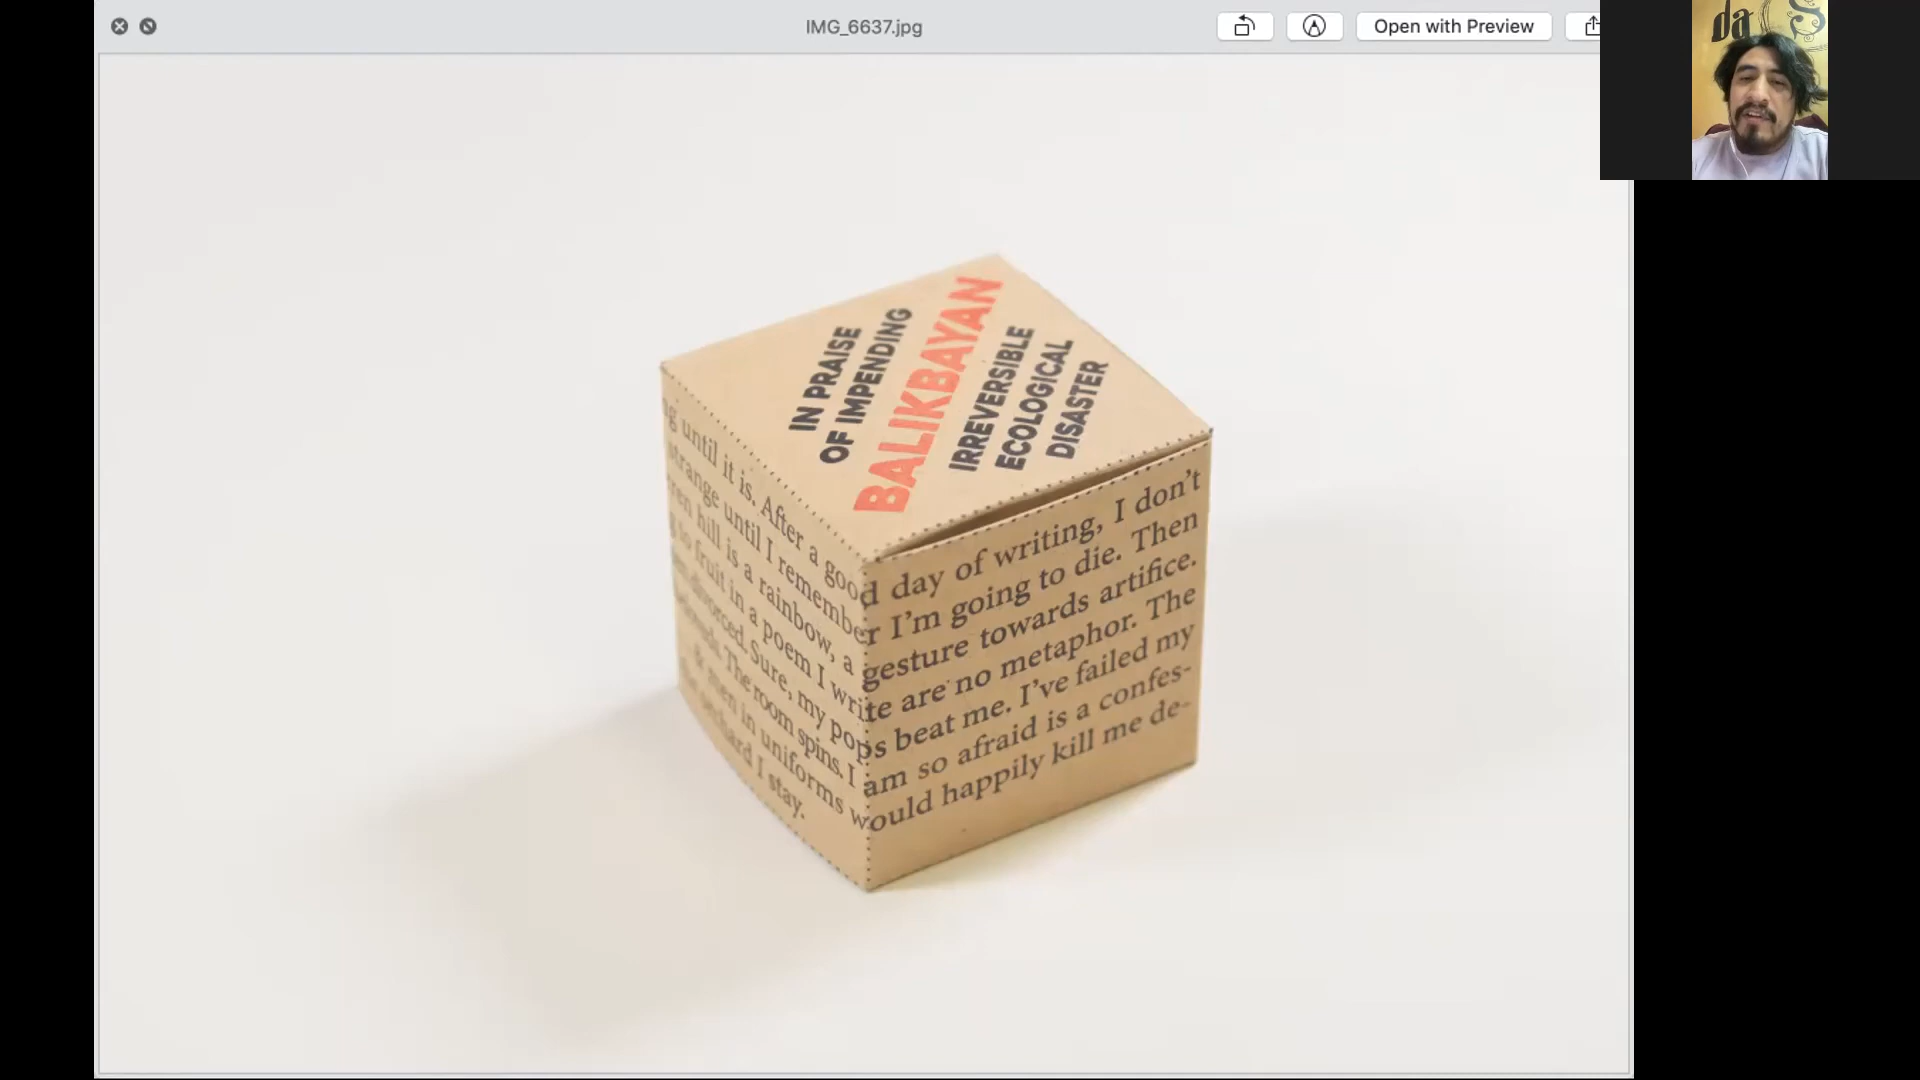 IMG_6637.jpg
Open with Preview
da S
IN PRAISE
OF IMPENDING
BALIKBAYAN
IRREVERSIBLE
ECOLOGICAL
DISASTER
until it is. After a good day of writing, I don't
strange until I remember I'm going to die. Then
hill is a rainbow, a gesture towards artifice.
to fruit in a poem I write are no metaphor. The
divorced. Sure, my pops beat me. I've failed my
The room spins. I am so afraid is a confes-
& men in uniforms would happily kill me de-
I stay.